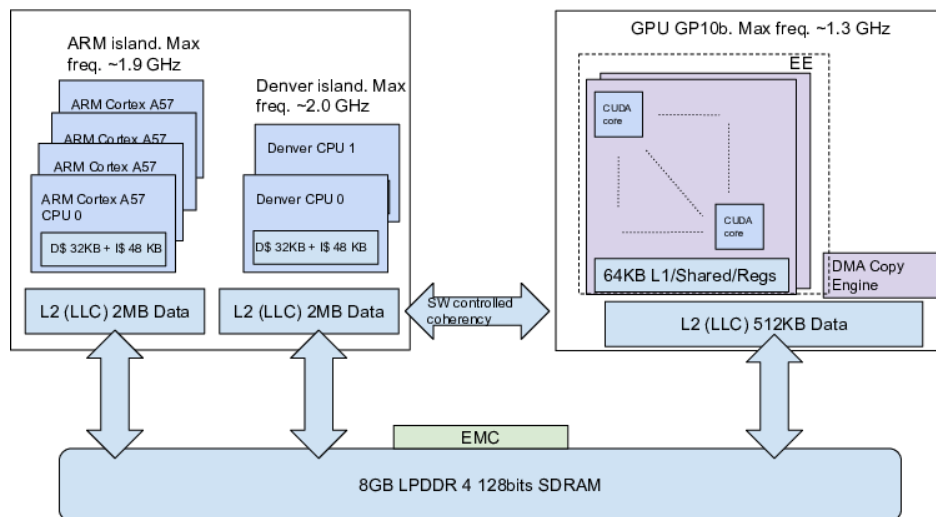 ARM island. Max
freq. ~1.9 GHz
ARM Cortex A57
ARM Cortex A57
ARM Cortex A57
ARM Cortex A57
CPU 0
D$ 32KB + I$ 48 KB
L2 (LLC) 2MB Data
Denver island. Max
freq. ~2.0 GHz
Denver CPU 1
Denver CPU 0
D$ 32KB + I$ 48 KB
L2 (LLC) 2MB Data
SW controlled
coherency
GPU GP10b. Max freq. ~1.3 GHz
EE
CUDA
core
CUDA
core
64KB L1/Shared/Regs
DMA Copy
Engine
L2 (LLC) 512KB Data
EMC
8GB LPDDR 4 128bits SDRAM